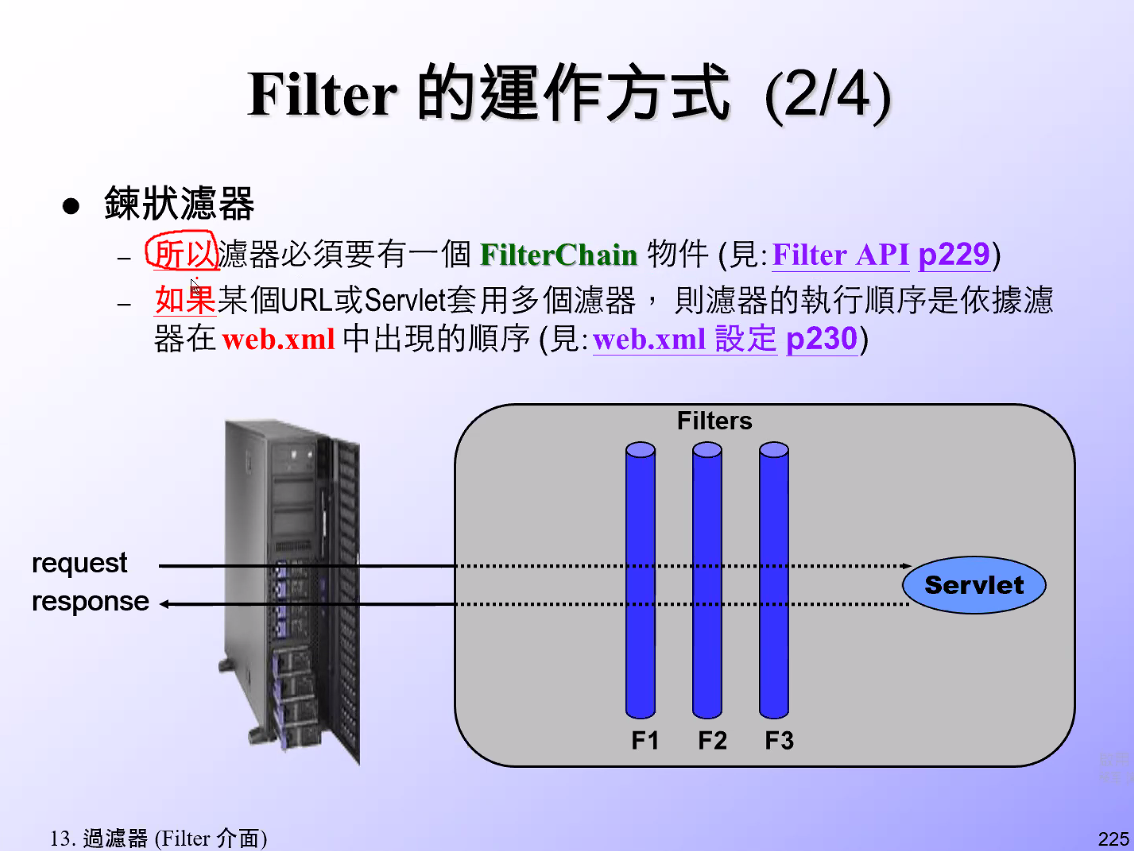 Filter 的運作方式 (2/4)
● 鍊狀濾器
– 所以濾器必須要有一個 FilterChain 物件 (見:Filter API p229)
– 如果某個URL或Servlet套用多個濾器， 則濾器的執行順序是依據濾
器在 web.xml 中出現的順序 (見:web.xml 設定 p230)
Filters
request
response
Servlet
F1 F2 F3
13. 過濾器 (Filter 介面)
225